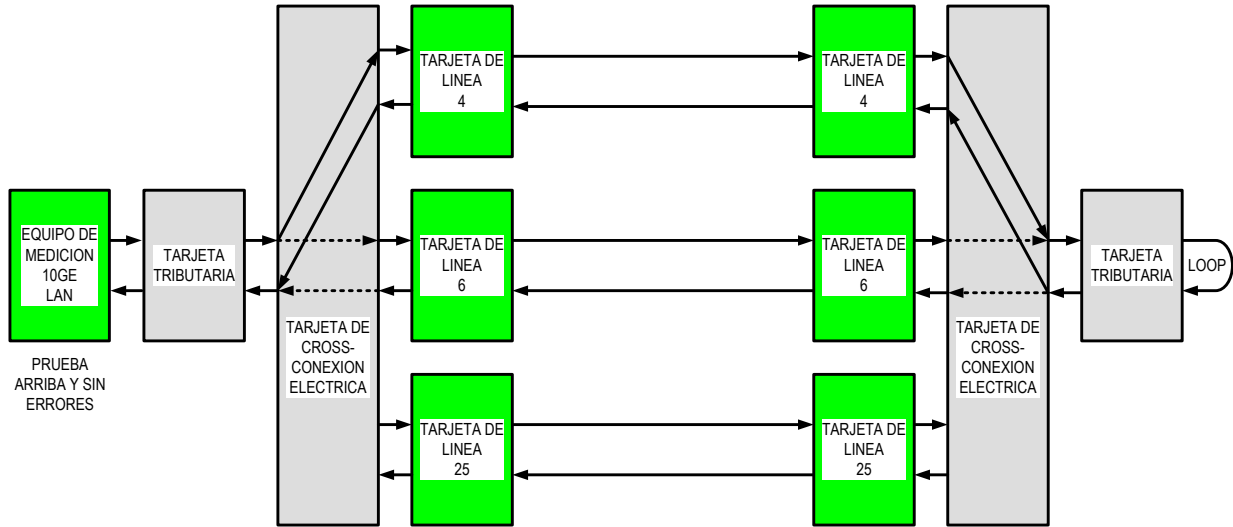 EQUIPO DE
MEDICION
10GE
LAN
PRUEBA
ARRIBA Y SIN
ERRORES
TARJETA
TRIBUTARIA
TARJETA DE
CROSS-
CONEXION
ELECTRICA
TARJETA DE
LINEA
4
TARJETA DE
LINEA
4
TARJETA DE
LINEA
6
TARJETA DE
LINEA
6
TARJETA DE
LINEA
25
TARJETA DE
LINEA
25
TARJETA DE
CROSS-
CONEXION
ELECTRICA
TARJETA
TRIBUTARIA
LOOP